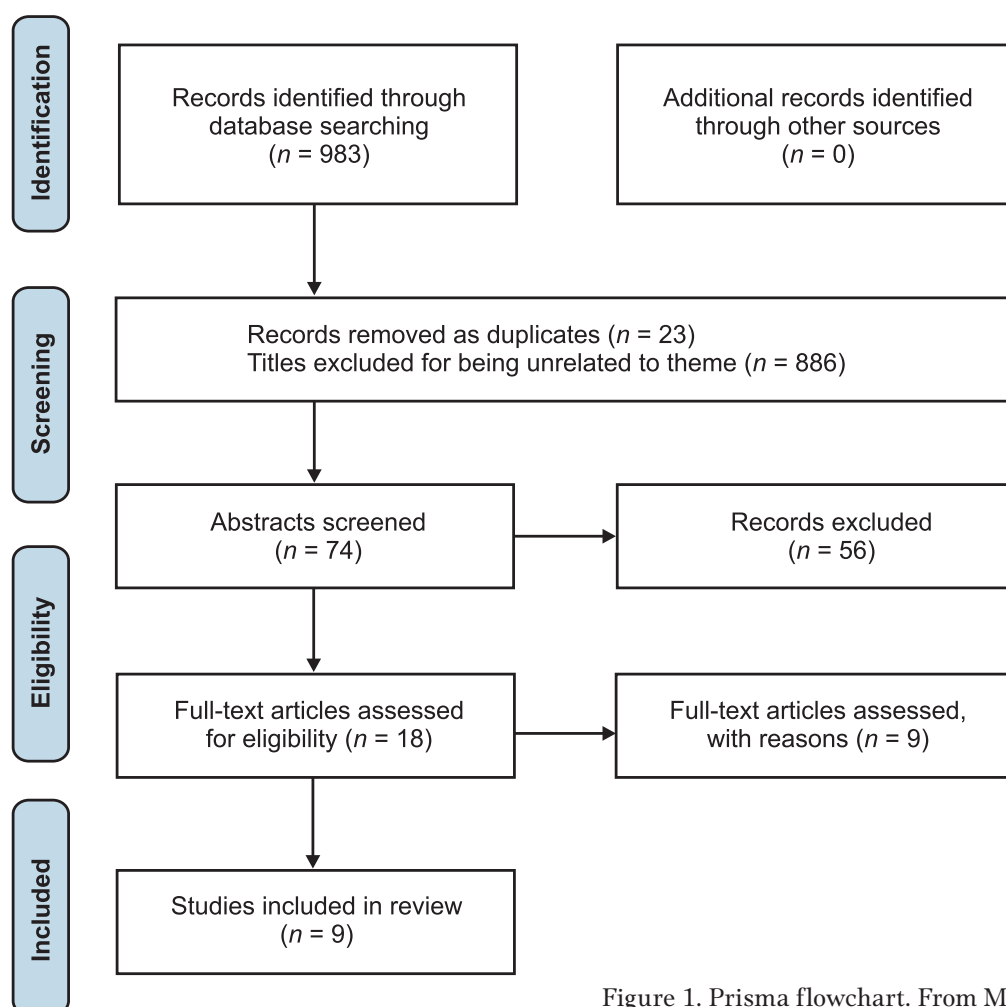 Identification
Records identified through
database searching
(n = 983)
Additional records identified
through other sources
(n = 0)
Screening
Records removed as duplicates (n = 23)
Titles excluded for being unrelated to theme (n = 886)
Abstracts screened
(n = 74)
Records excluded
(n = 56)
Eligibility
Full-text articles assessed
for eligibility (n = 18)
Full-text articles assessed,
with reasons (n = 9)
Included
Studies included in review
(n = 9)
Figure 1. Prisma flowchart. From M